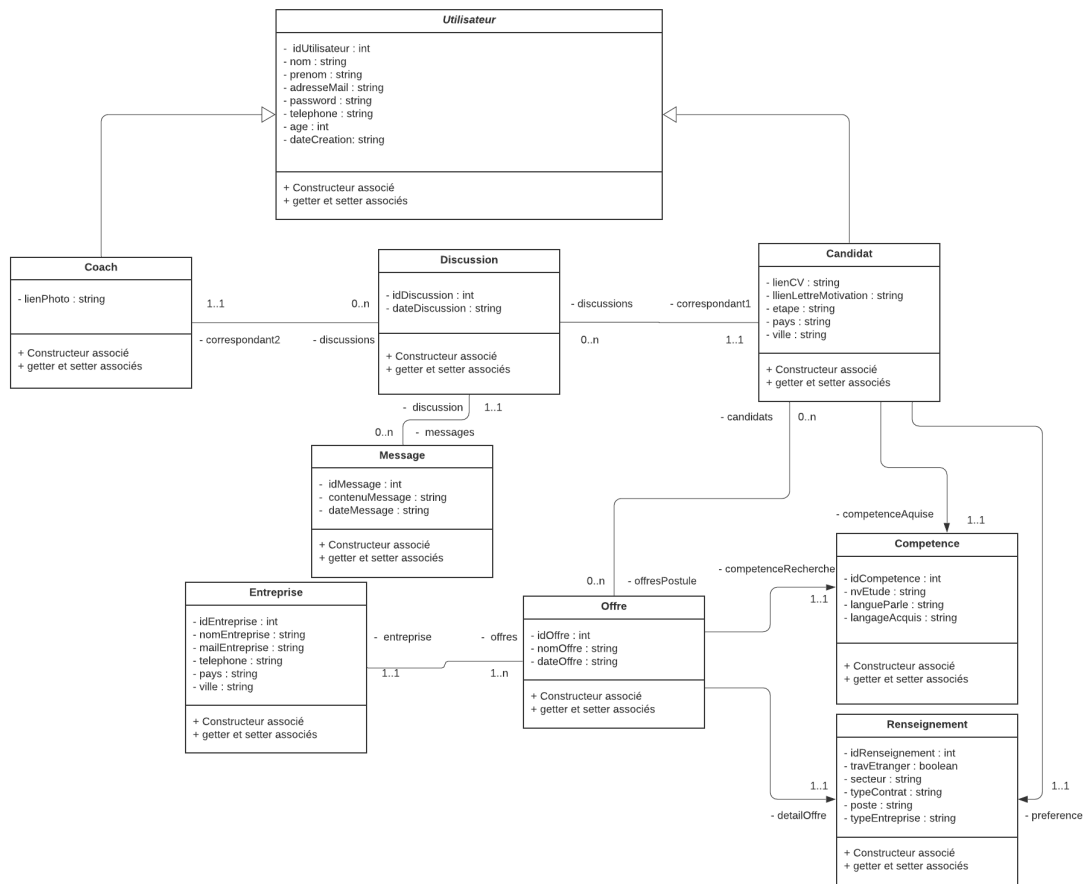 Utilisateur
- idUtilisateur : int
- nom : string
- prenom : string
- adresseMail : string
- password : string
- telephone : string
- age : int
- dateCreation: string
+ Constructeur associé
+ getter et setter associés
Coach
- lienPhoto : string
+ Constructeur associé
+ getter et setter associés
1..1
0..n
- correspondant2
- discussions
Discussion
- idDiscussion : int
- dateDiscussion : string
+ Constructeur associé
+ getter et setter associés
- discussions
- correspondant1
0..n
1..1
Candidat
- lienCV : string
- llienLettreMotivation : string
- etape : string
- pays : string
- ville : string
+ Constructeur associé
+ getter et setter associés
- discussion
1..1
0..n
- messages
- candidats
0..n
Message
- idMessage : int
- contenuMessage : string
- dateMessage : string
+ Constructeur associé
+ getter et setter associés
- competenceAquise
1..1
Competence
- idCompetence : int
- nvEtude : string
- langueParle : string
- langageAcquis : string
+ Constructeur associé
+ getter et setter associés
- competenceRecherche
1..1
0..n
- offresPostule
Entreprise
- idEntreprise : int
- nomEntreprise : string
- mailEntreprise : string
- telephone : string
- pays : string
- ville : string
+ Constructeur associé
+ getter et setter associés
- entreprise
- offres
1..1
1..n
Offre
- idOffre : int
- nomOffre : string
- dateOffre : string
+ Constructeur associé
+ getter et setter associés
Renseignement
- idRenseignement : int
- travEtranger : boolean
- secteur : string
- typeContrat : string
- poste : string
- typeEntreprise : string
+ Constructeur associé
+ getter et setter associés
1..1
- detailOffre
1..1
- preference